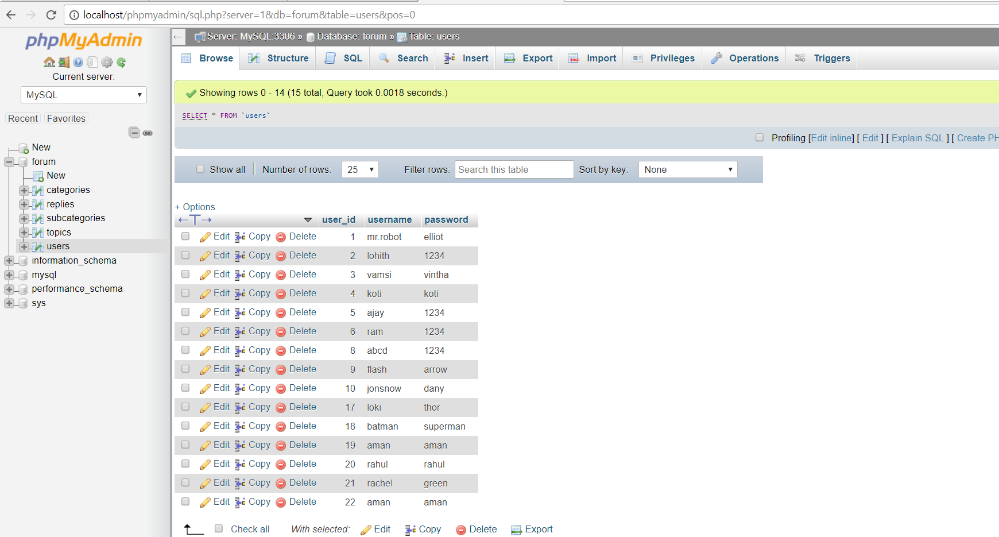 localhost/phpmyadmin/sql.php?server=1&db=forum&table=users&pos=0
phpMyAdmin
Current server:
MySQL
Recent Favorites
New
forum
New
categories
replies
subcategories
topics
users
information_schema
mysql
performance_schema
sys
Server: MySQL:3306 » Database: forum » Table: users
Browse Structure SQL Search Insert Export Import Privileges Operations Triggers
Showing rows 0 - 14 (15 total, Query took 0.0018 seconds.)
SELECT * FROM `users`
Profiling [Edit inline] [ Edit ] [ Explain SQL ] [ Create PH
Show all Number of rows: 25 Filter rows: Search this table Sort by key: None
+ Options
user_id username password
Edit Copy Delete 1 mr.robot elliot
Edit Copy Delete 2 lohith 1234
Edit Copy Delete 3 vamsi vintha
Edit Copy Delete 4 koti koti
Edit Copy Delete 5 ajay 1234
Edit Copy Delete 6 ram 1234
Edit Copy Delete 8 abcd 1234
Edit Copy Delete 9 flash arrow
Edit Copy Delete 10 jonsnow dany
Edit Copy Delete 17 loki thor
Edit Copy Delete 18 batman superman
Edit Copy Delete 19 aman aman
Edit Copy Delete 20 rahul rahul
Edit Copy Delete 21 rachel green
Edit Copy Delete 22 aman aman
Check all With selected: Edit Copy Delete Export